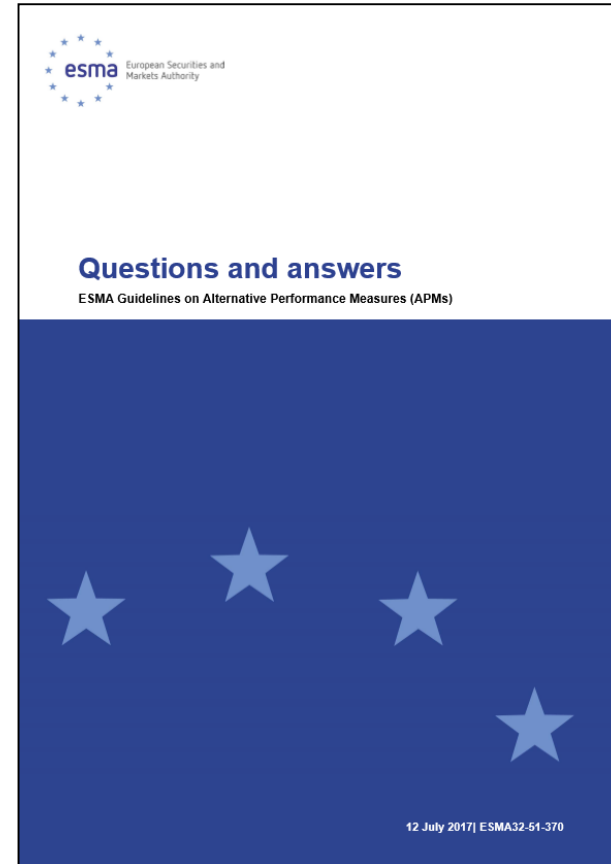 esma
European Securities and
Markets Authority
Questions and answers
ESMA Guidelines on Alternative Performance Measures (APMs)
12 July 2017| ESMA32-51-370